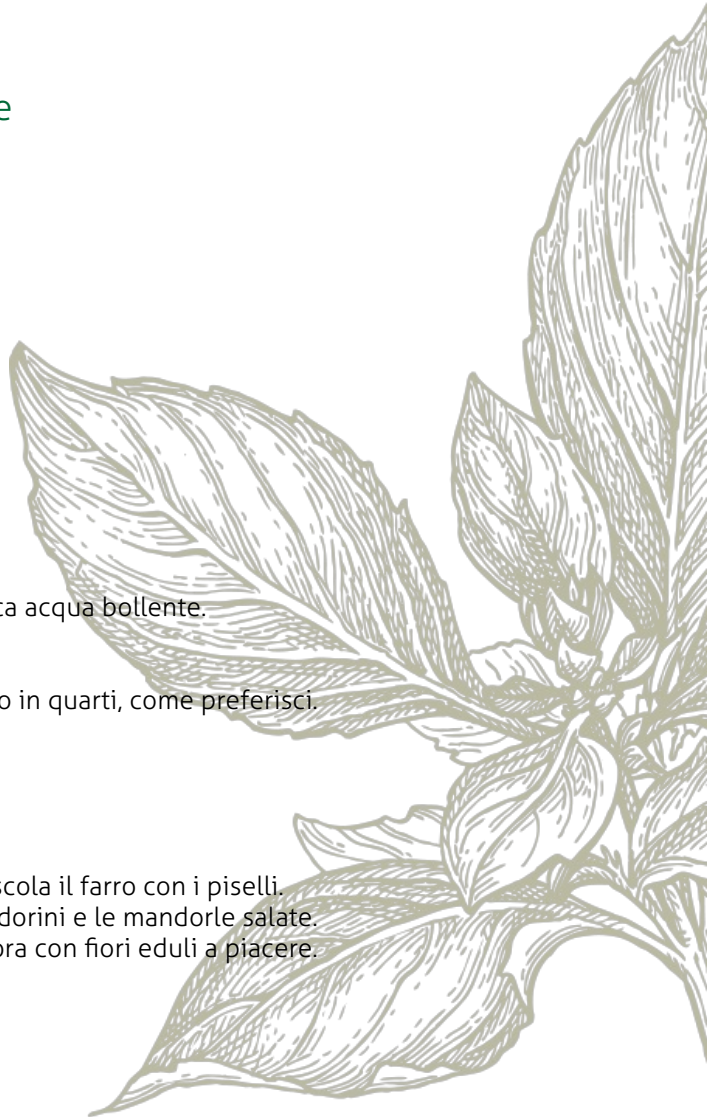 e
ta acqua bollente.
o in quarti, come preferisci.
scola il farro con i piselli.
dorini e le mandorle salate.
ora con fiori eduli a piacere.